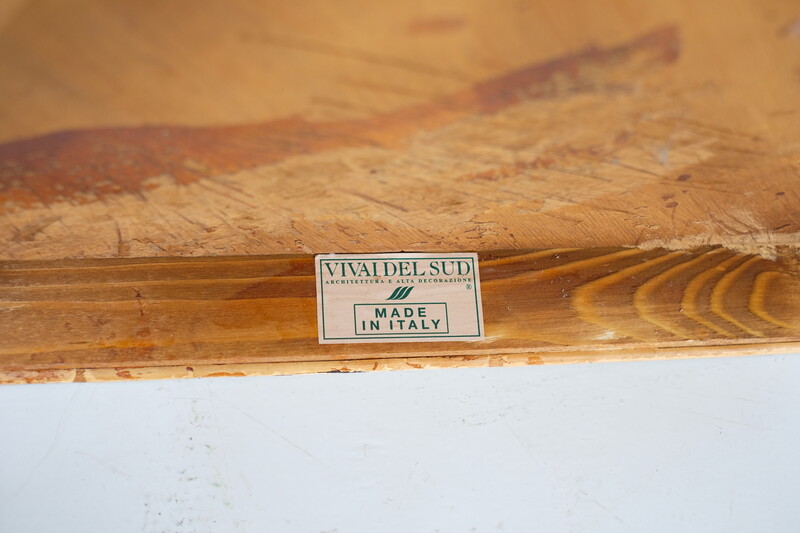 VIVAI DEL SUD
ARCHITETTURA E ALTA DECORAZIONE
®
MADE
IN ITALY